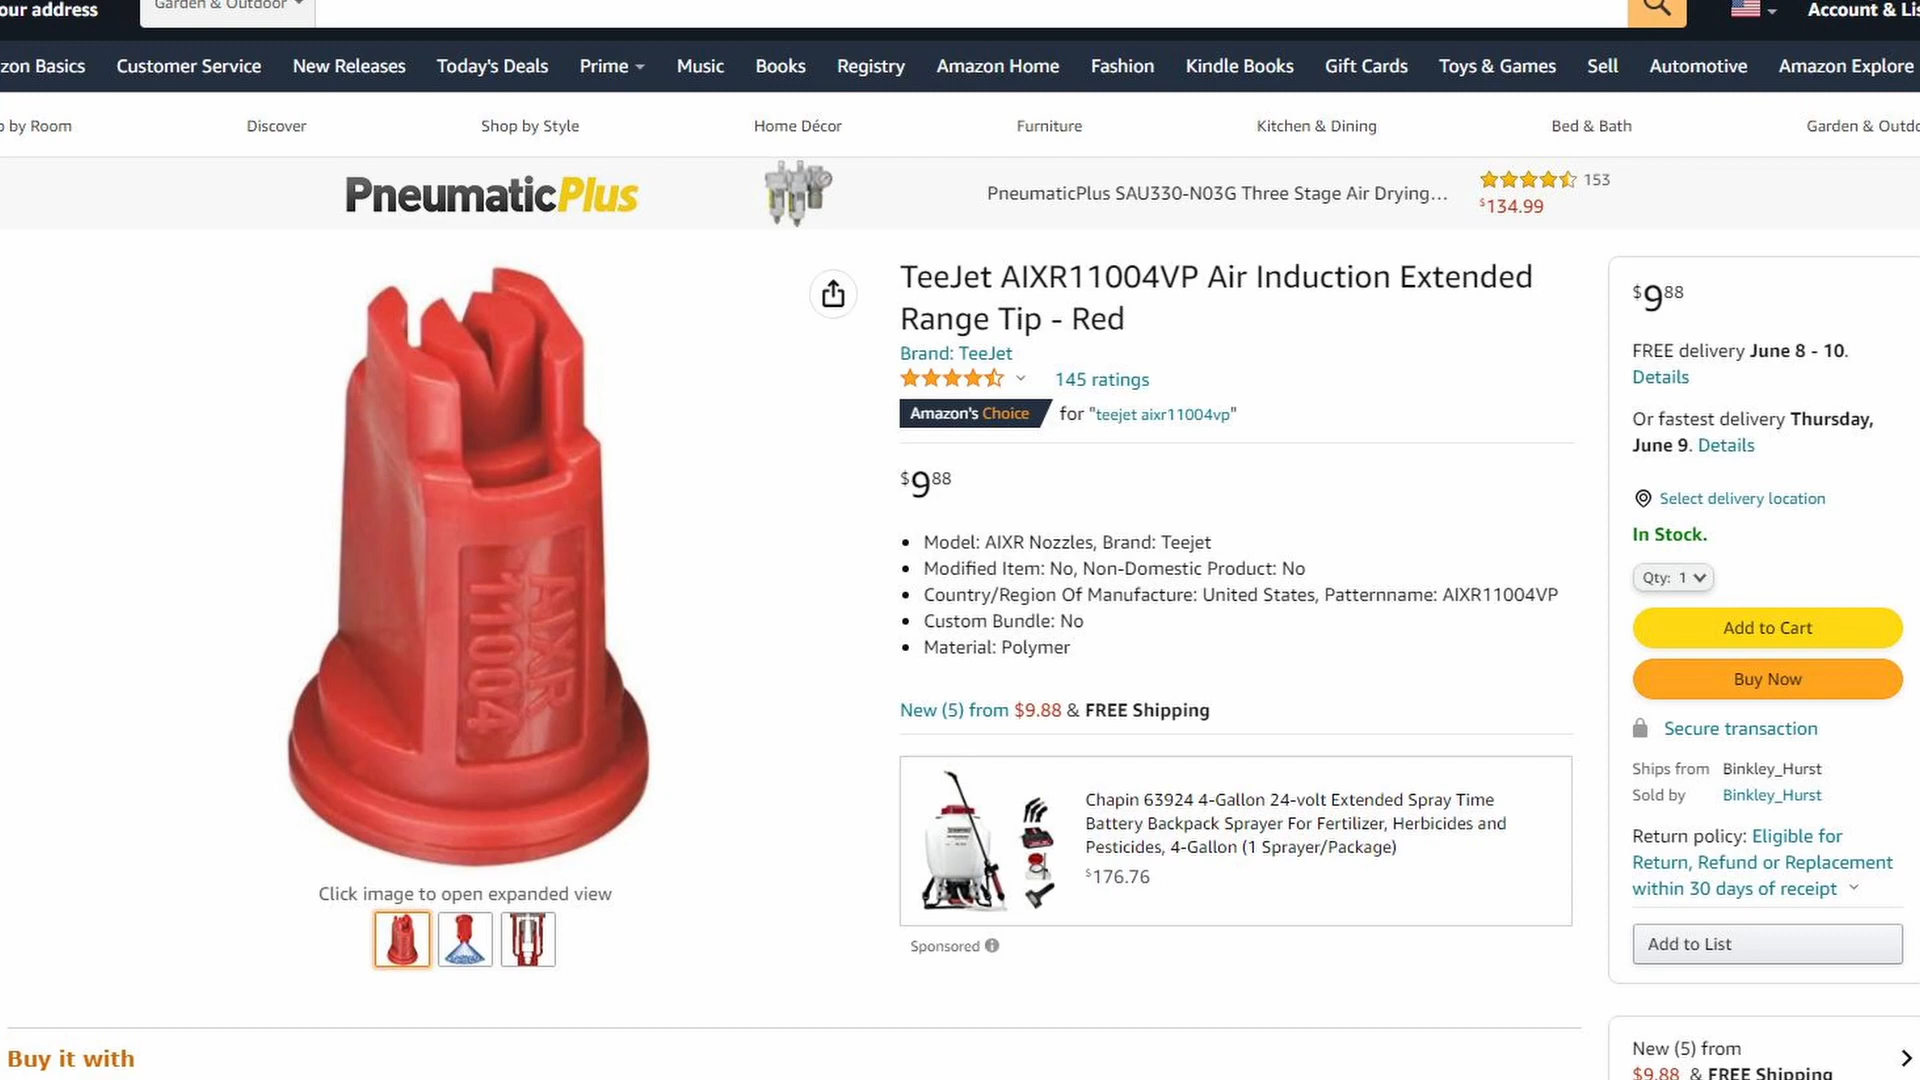 our address
Garden & Outdoor
Account & Lis
zon Basics
Customer Service
New Releases
Today's Deals
Prime
Music
Books
Registry
Amazon Home
Fashion
Kindle Books
Gift Cards
Toys & Games
Sell
Automotive
Amazon Explore
p by Room
Discover
Shop by Style
Home Décor
Furniture
Kitchen & Dining
Bed & Bath
Garden & Outdo
PneumaticPlus
PneumaticPlus SAU330-N03G Three Stage Air Drying...
153
$134.99
AIXR
11004
Click image to open expanded view
TeeJet AIXR11004VP Air Induction Extended
Range Tip - Red
Brand: TeeJet
145 ratings
Amazon's Choice for "teejet aixr11004vp"
$9 88
Model: AIXR Nozzles, Brand: Teejet
Modified Item: No, Non-Domestic Product: No
Country/Region Of Manufacture: United States, Patternname: AIXR11004VP
Custom Bundle: No
Material: Polymer
New (5) from $9.88 & FREE Shipping
Chapin 63924 4-Gallon 24-volt Extended Spray Time
Battery Backpack Sprayer For Fertilizer, Herbicides and
Pesticides, 4-Gallon (1 Sprayer/Package)
$176.76
Sponsored
$9 88
FREE delivery June 8 - 10.
Details
Or fastest delivery Thursday,
June 9. Details
Select delivery location
In Stock.
Qty: 1
Add to Cart
Buy Now
Secure transaction
Ships from Binkley_Hurst
Sold by Binkley_Hurst
Return policy: Eligible for
Return, Refund or Replacement
within 30 days of receipt
Add to List
New (5) from
$9.88 & FREE Shipping
Buy it with